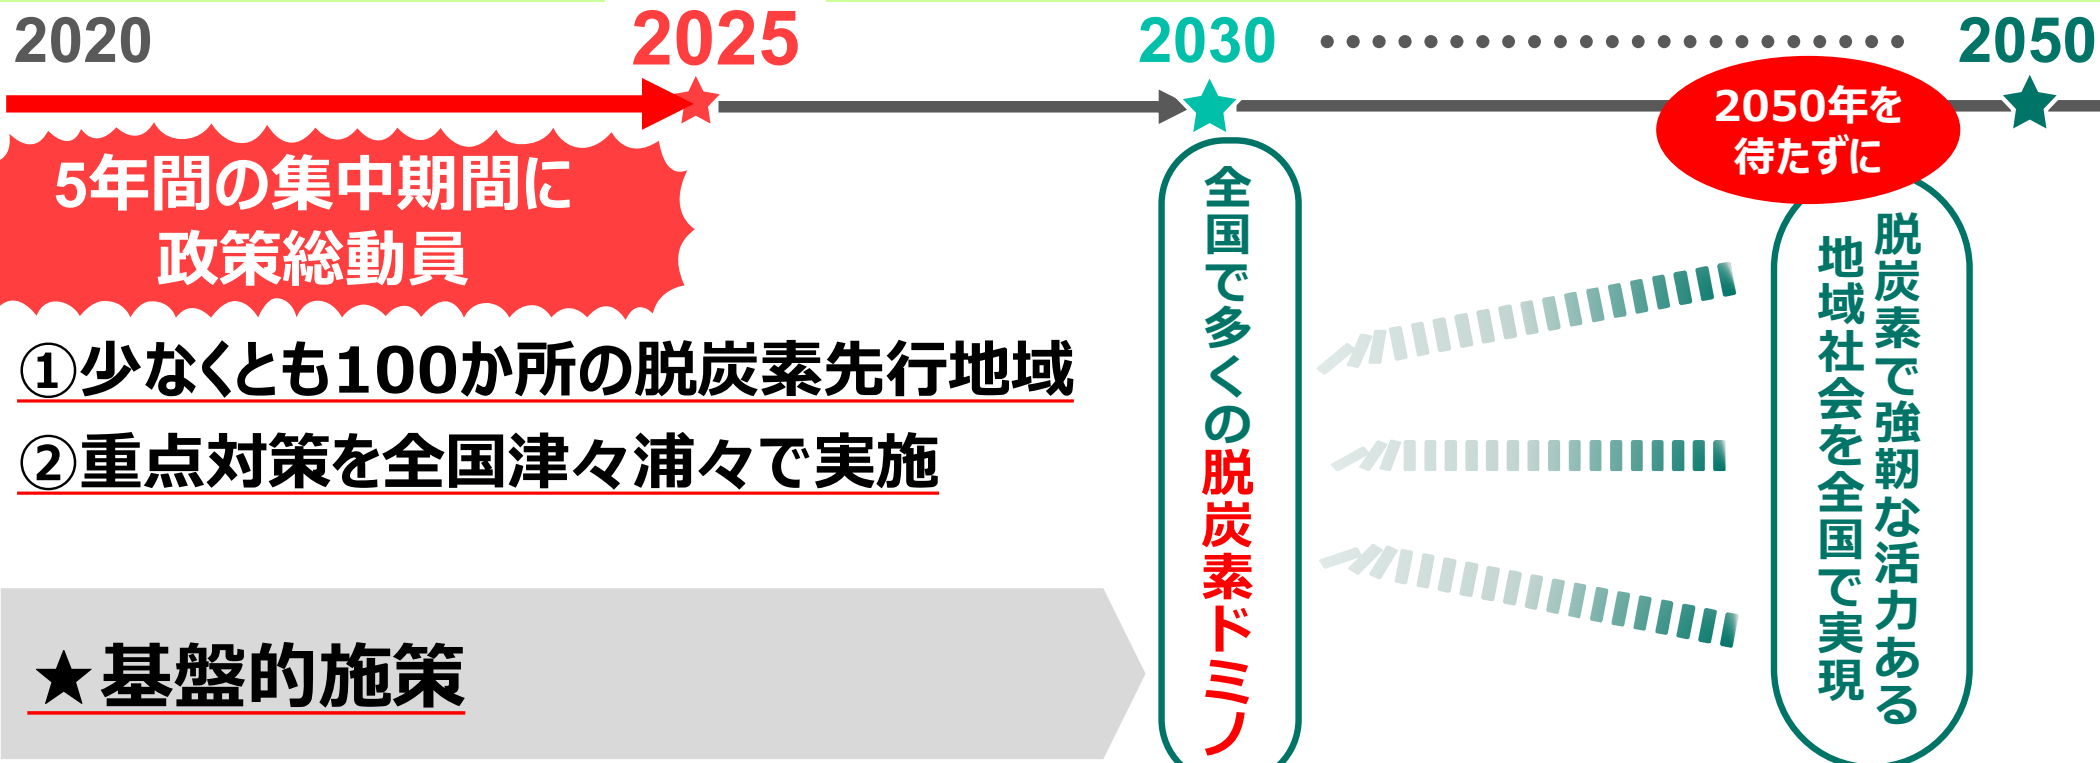 2020
2025
2030
2050
2050年を
待たずに
5年間の集中期間に
政策総動員
①少なくとも100か所の脱炭素先行地域
②重点対策を全国津々浦々で実施
★基盤的施策
全国で多くの脱炭素ドミノ
脱炭素で強靭な活力ある
地域社会を全国で実現